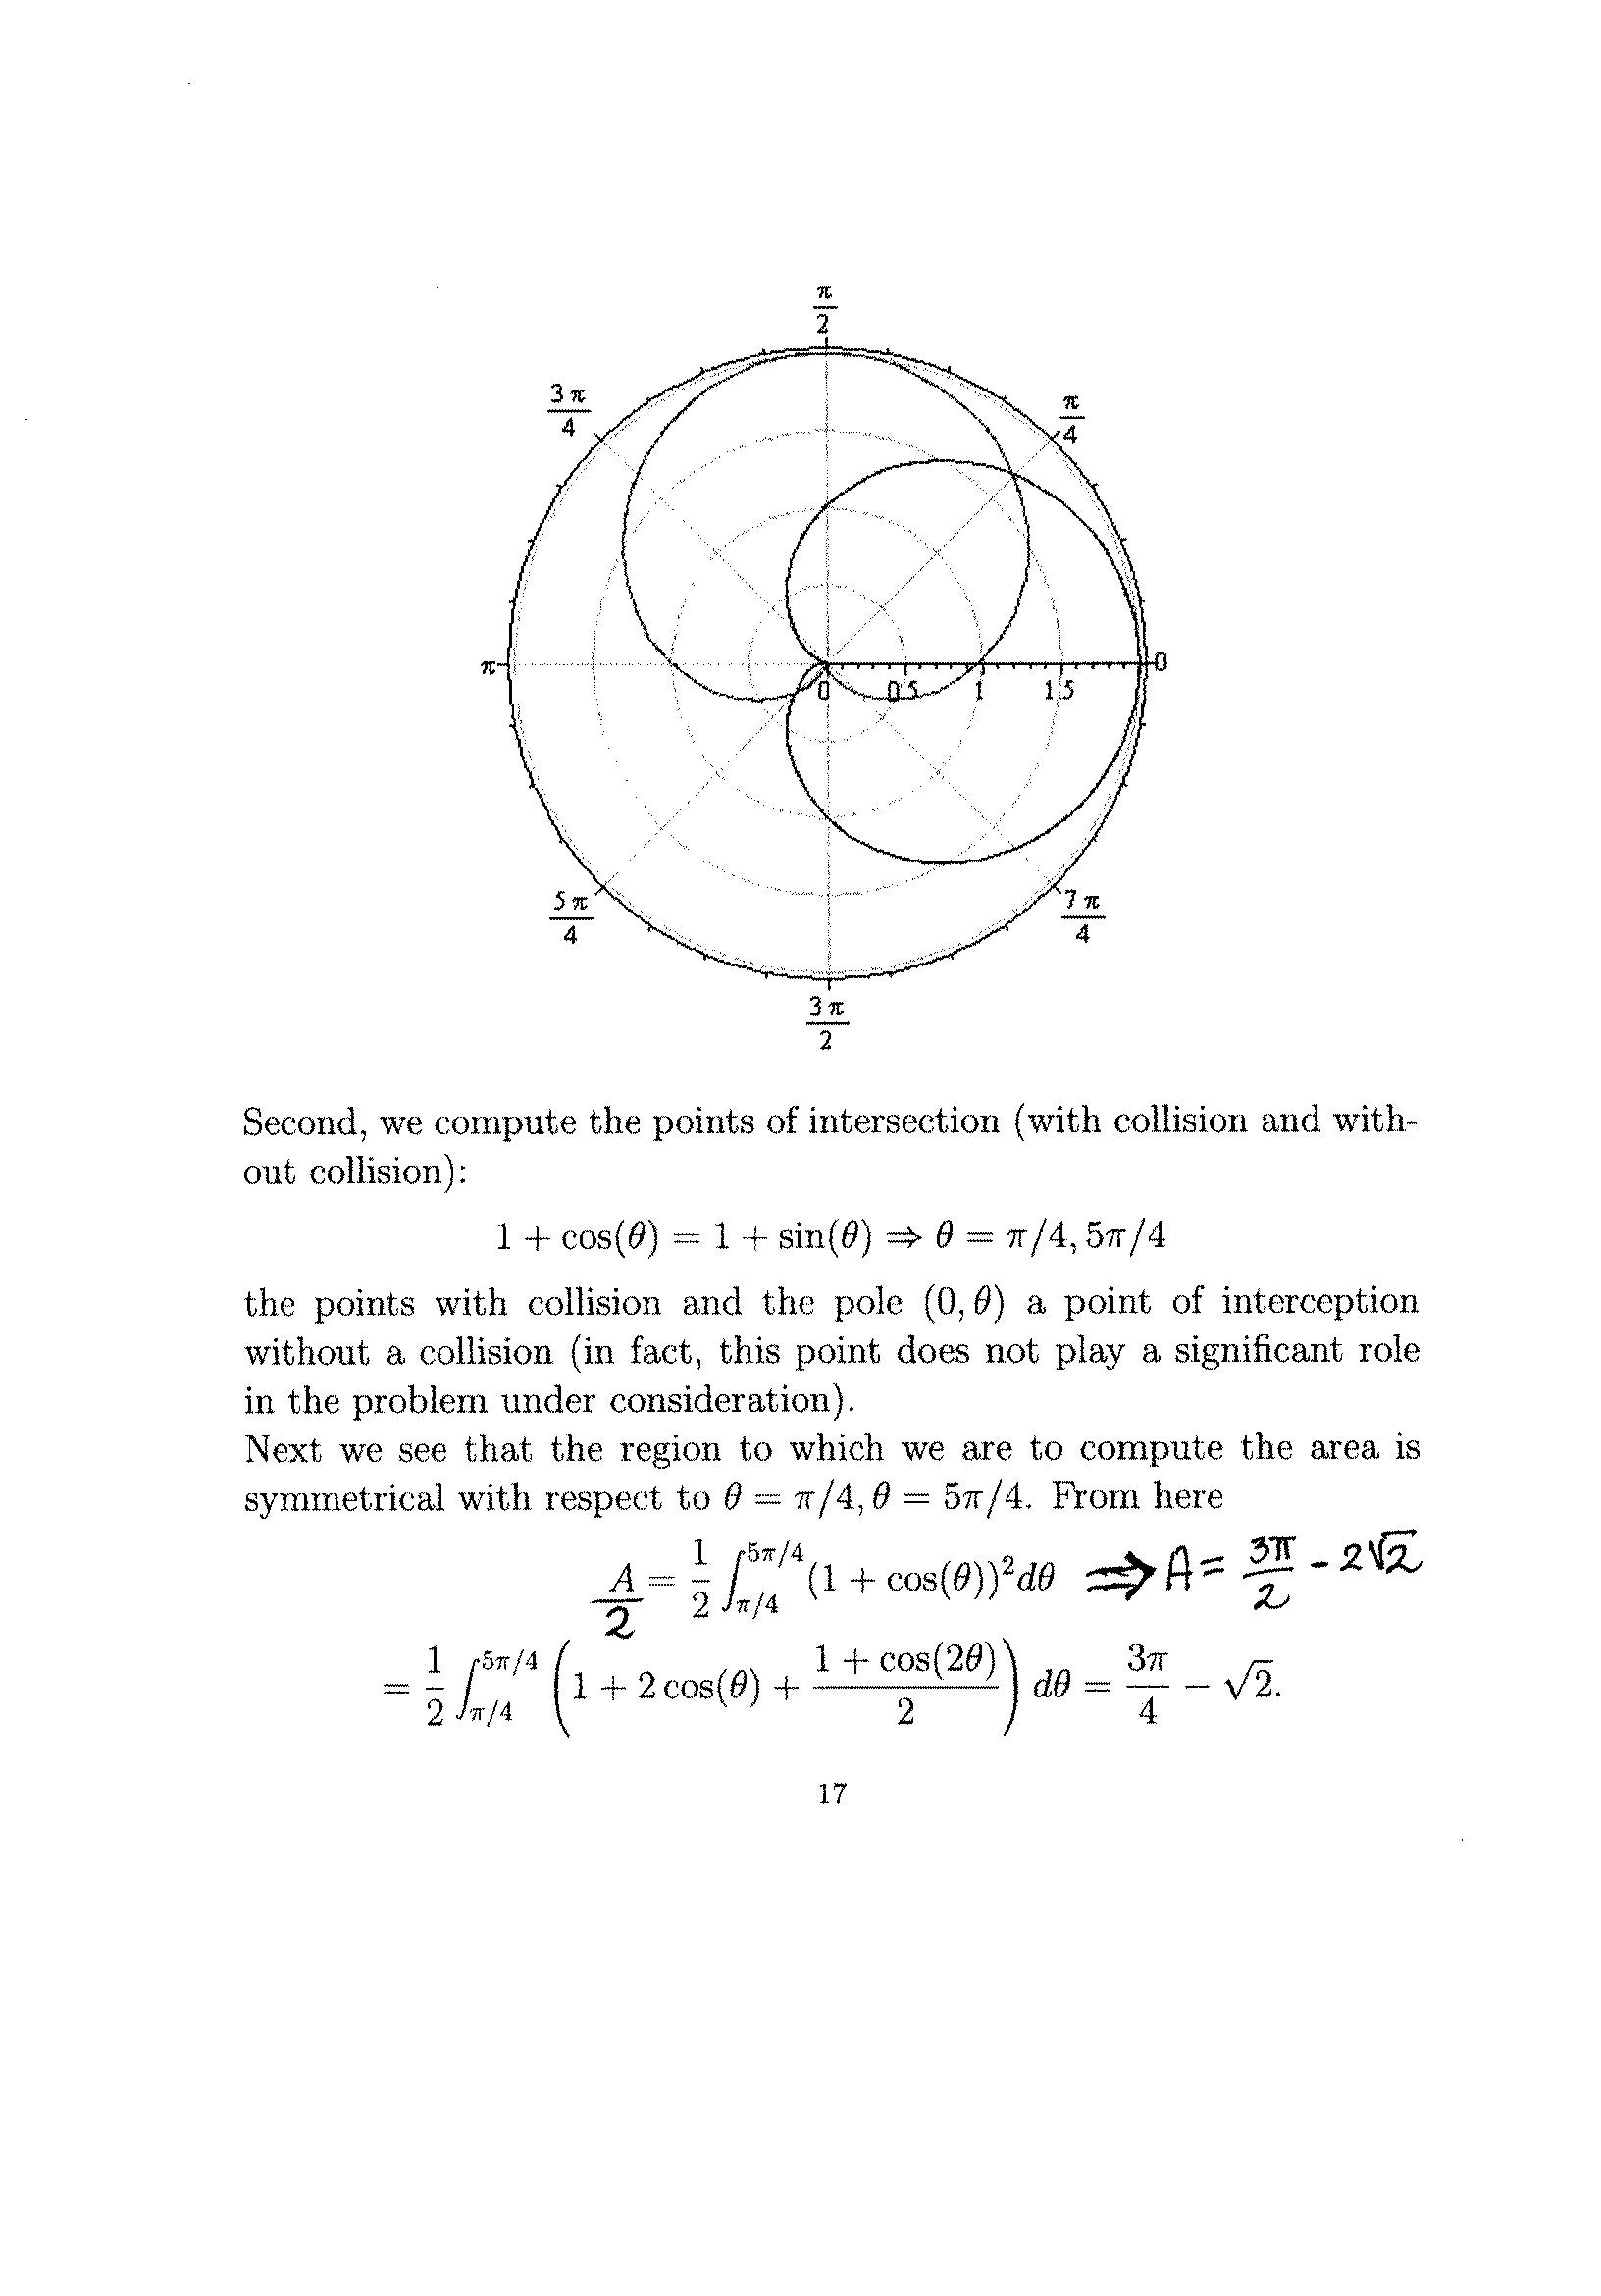 π/2
3π/4
π/4
π
0
0 0.5 1 1.5
5π/4
7π/4
3π/2
Second, we compute the points of intersection (with collision and with-
out collision):
1 + cos(θ) = 1 + sin(θ) ⇒ θ = π/4, 5π/4
the points with collision and the pole (0, θ) a point of interception
without a collision (in fact, this point does not play a significant role
in the problem under consideration).
Next we see that the region to which we are to compute the area is
symmetrical with respect to θ = π/4, θ = 5π/4. From here
A/2 = 1/2 ∫_{π/4}^{5π/4} (1 + cos(θ))² dθ ⇒ A = 3π/2 - 2√2
= 1/2 ∫_{π/4}^{5π/4} (1 + 2 cos(θ) + (1 + cos(2θ))/2) dθ = 3π/4 − √2.
17